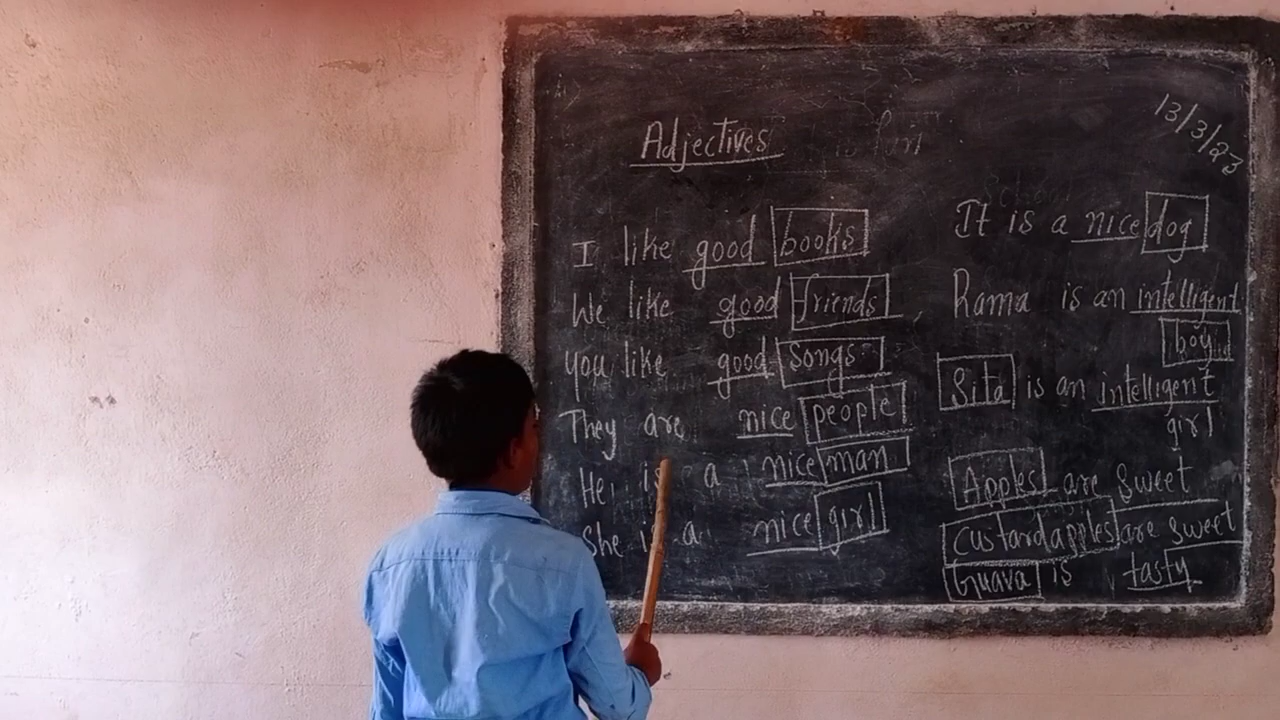 Adjectives
13/3/23
I like good books
We like good friends,
you like good songs
They are nice people
He is a nice man
She is a nice girl
It is a nice dog
Rama is an intelligent
boy
Sita is an intelligent
girl
Apples are sweet
custardapples are sweet
Guava is tasty